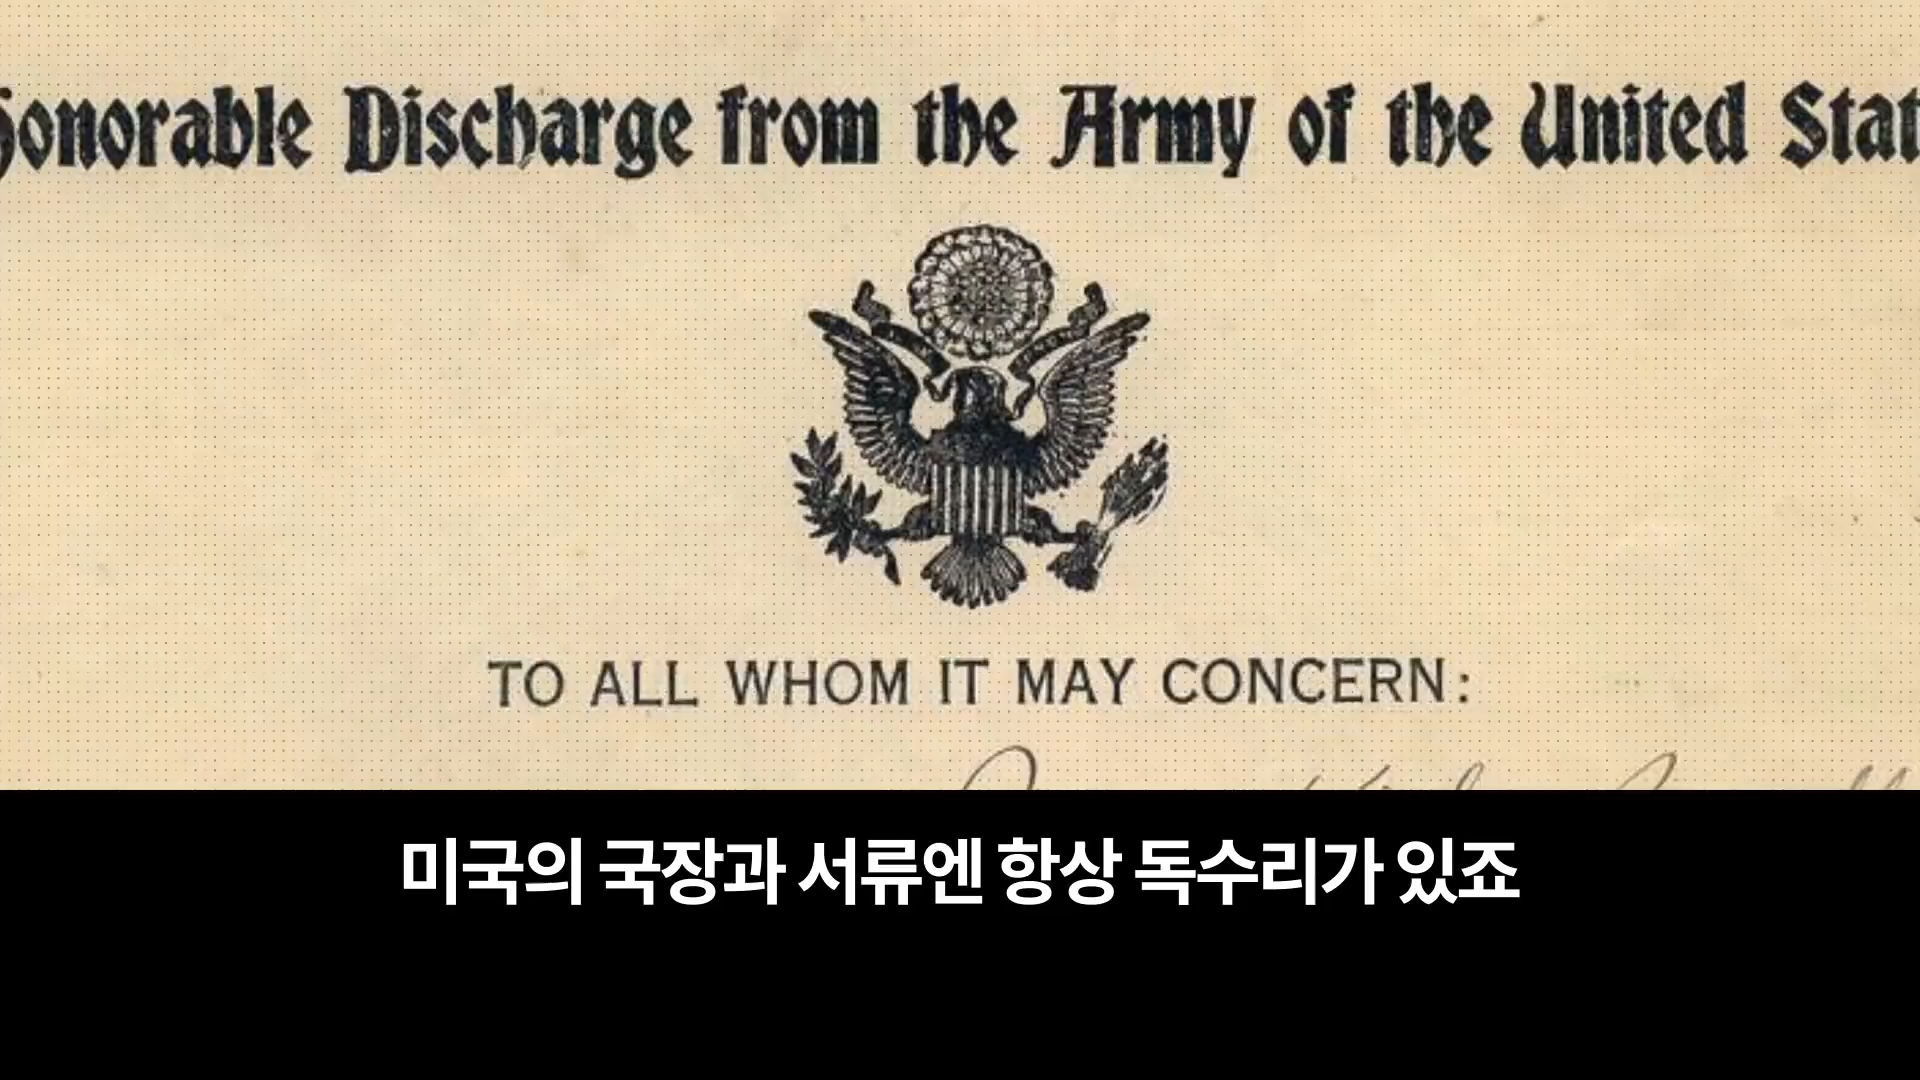 Honorable Discharge from the Army of the United Stat
TO ALL WHOM IT MAY CONCERN:
미국의 국장과 서류엔 항상 독수리가 있죠